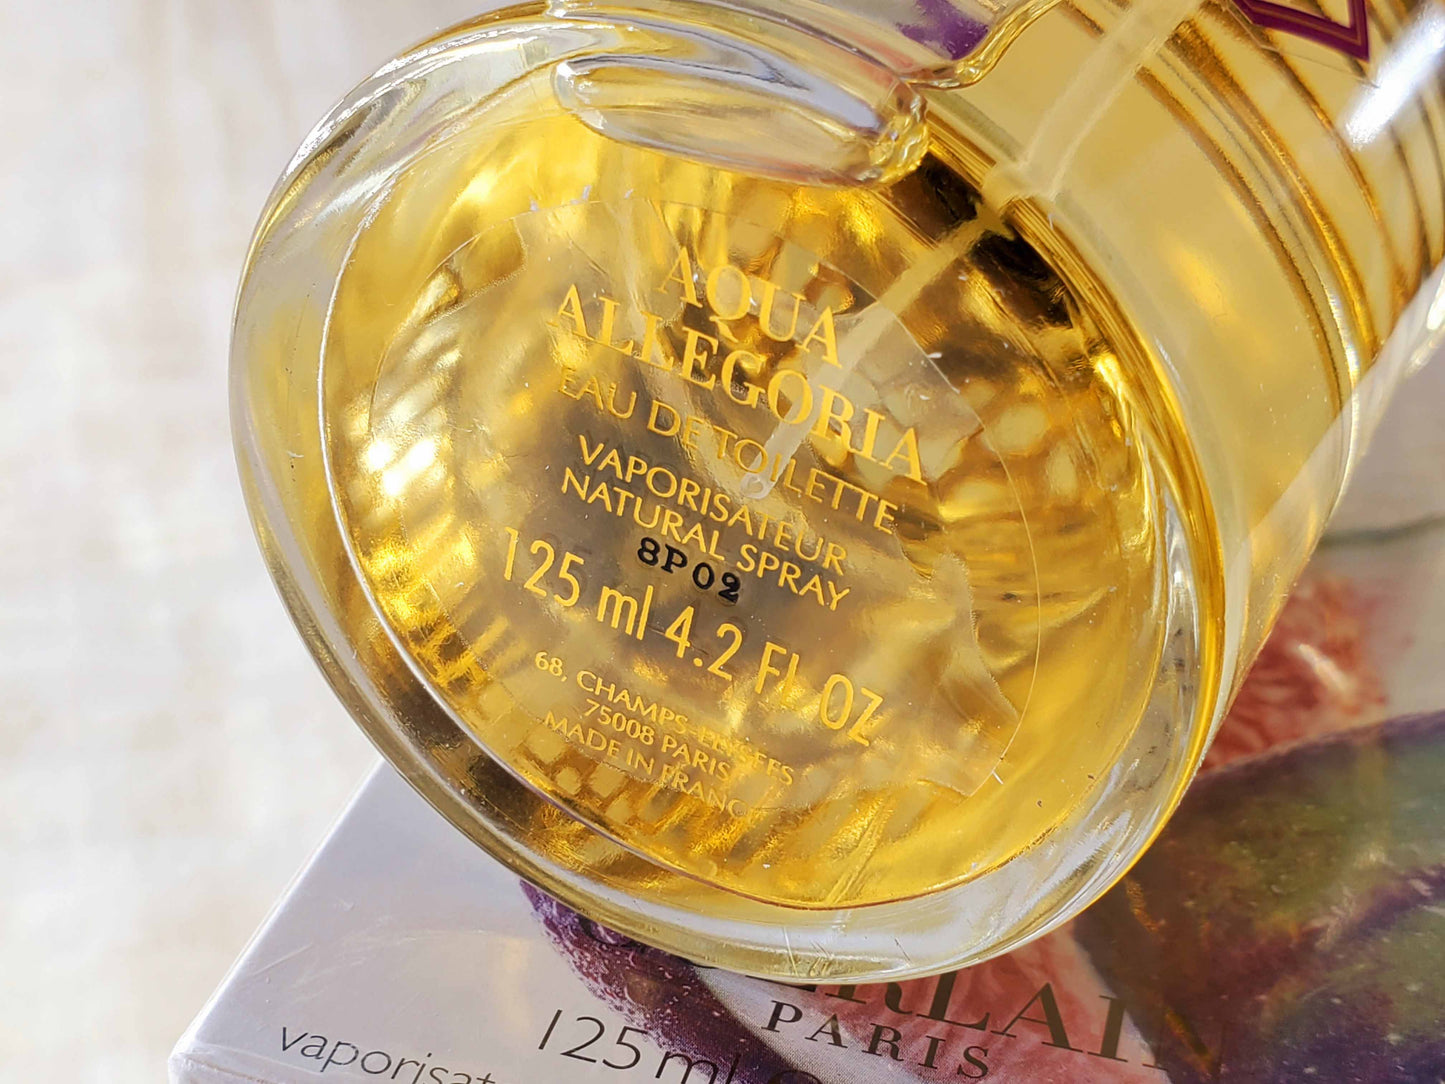 AQUA
ALLEGORIA
EAU DE TOILETTE
VAPORISATEUR
NATURAL SPRAY
8P02
125 ml 4.2 FL OZ
68, CHAMPS-ELYSEES
75008 PARIS
MADE IN FRANCE
GUERLAIN
PARIS
125 ml